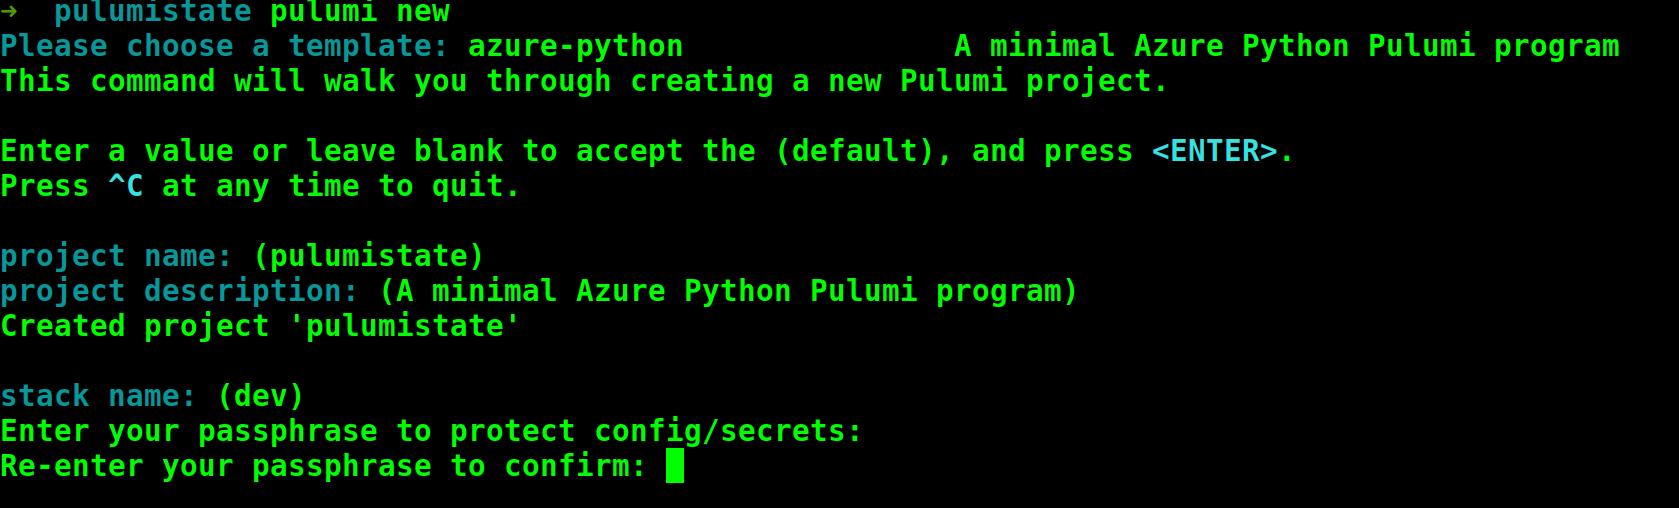 ➜  pulumistate pulumi new
Please choose a template: azure-python               A minimal Azure Python Pulumi program
This command will walk you through creating a new Pulumi project.
Enter a value or leave blank to accept the (default), and press <ENTER>.
Press ^C at any time to quit.
project name: (pulumistate)
project description: (A minimal Azure Python Pulumi program)
Created project 'pulumistate'
stack name: (dev)
Enter your passphrase to protect config/secrets:
Re-enter your passphrase to confirm: